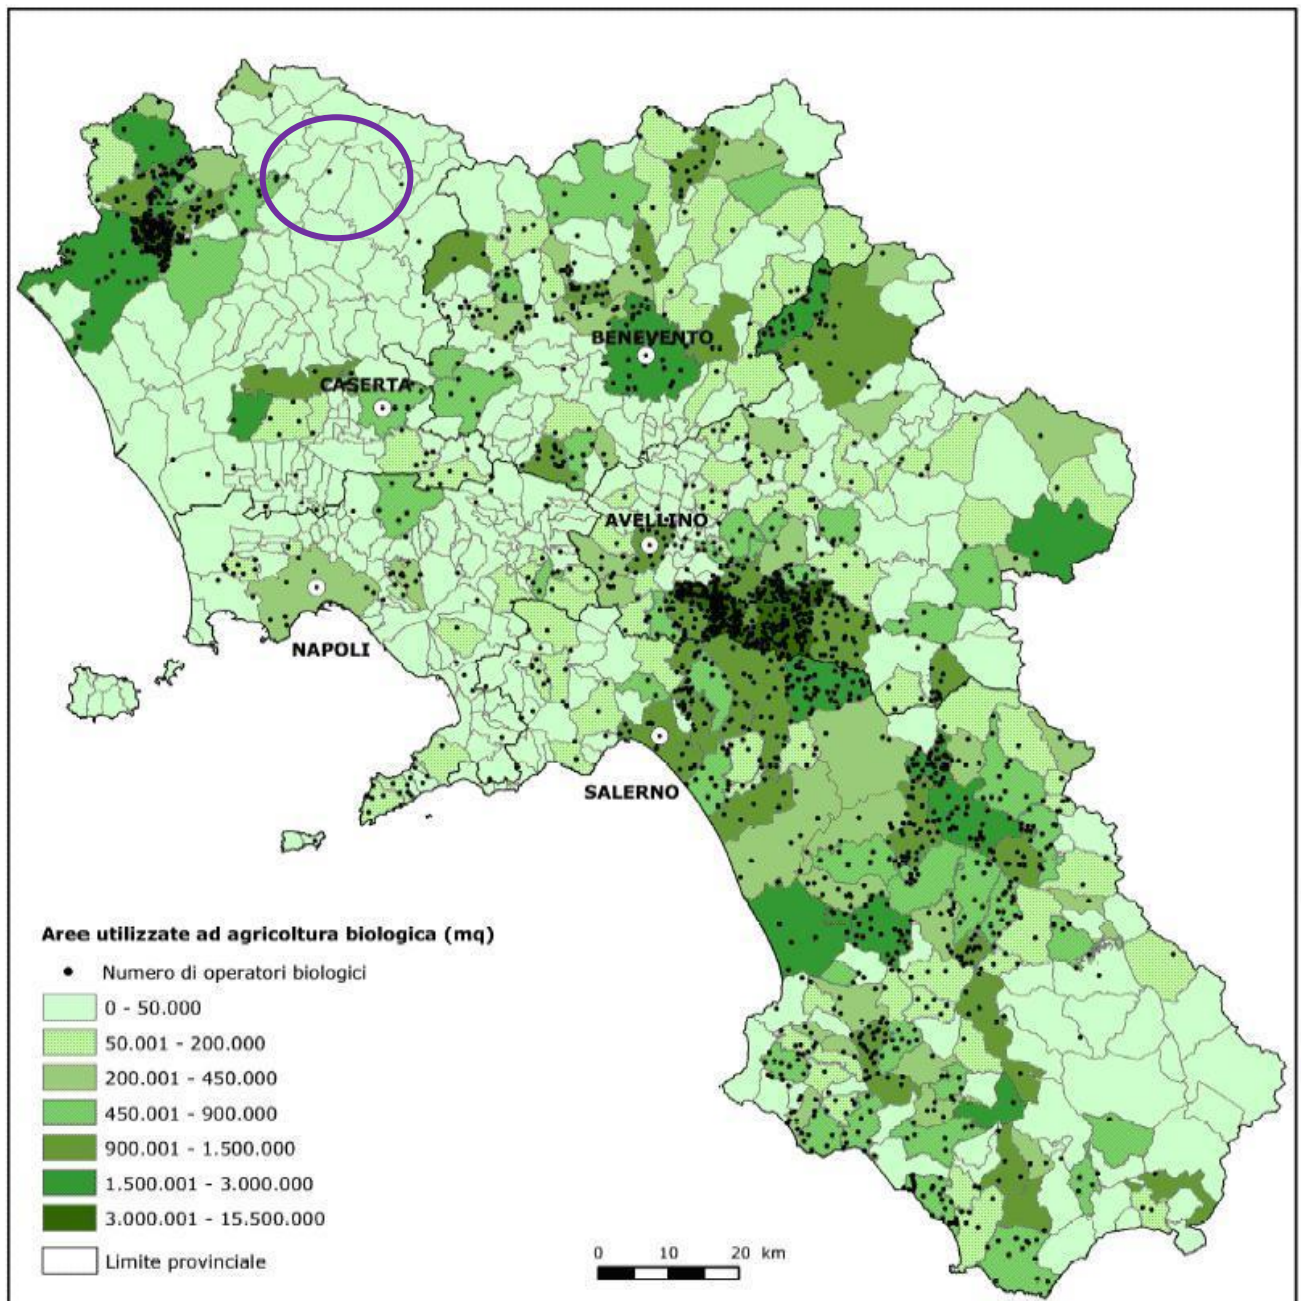 BENEVENTO
CASERTA
AVELLINO
NAPOLI
SALERNO
Aree utilizzate ad agricoltura biologica (mq)
Numero di operatori biologici
0 - 50.000
50.001 - 200.000
200.001 - 450.000
450.001 - 900.000
900.001 - 1.500.000
1.500.001 - 3.000.000
3.000.001 - 15.500.000
Limite provinciale
0 10 20 km